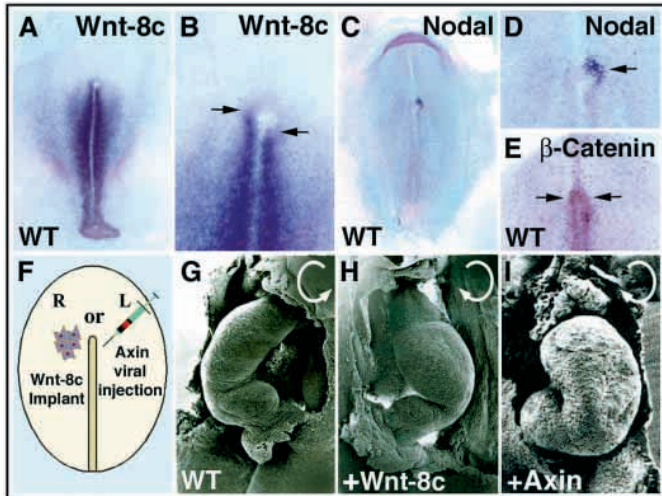 A Wnt-8c
B Wnt-8c
C Nodal
D Nodal
E β-Catenin
WT
WT
WT
F
R L
or
Wnt-8c
Implant
Axin
viral
injection
G
WT
H
+Wnt-8c
I
+Axin